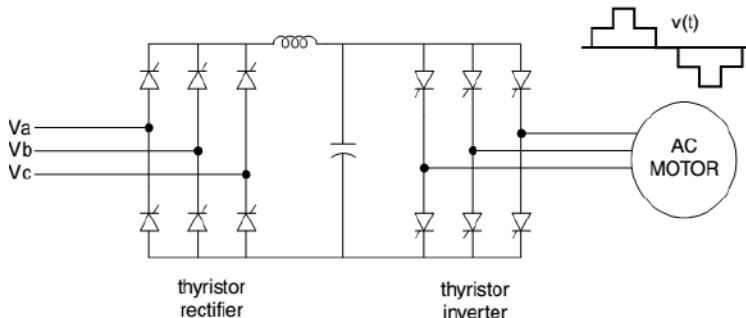 v(t)
Va
Vb
Vc
AC
MOTOR
thyristor
rectifier
thyristor
inverter